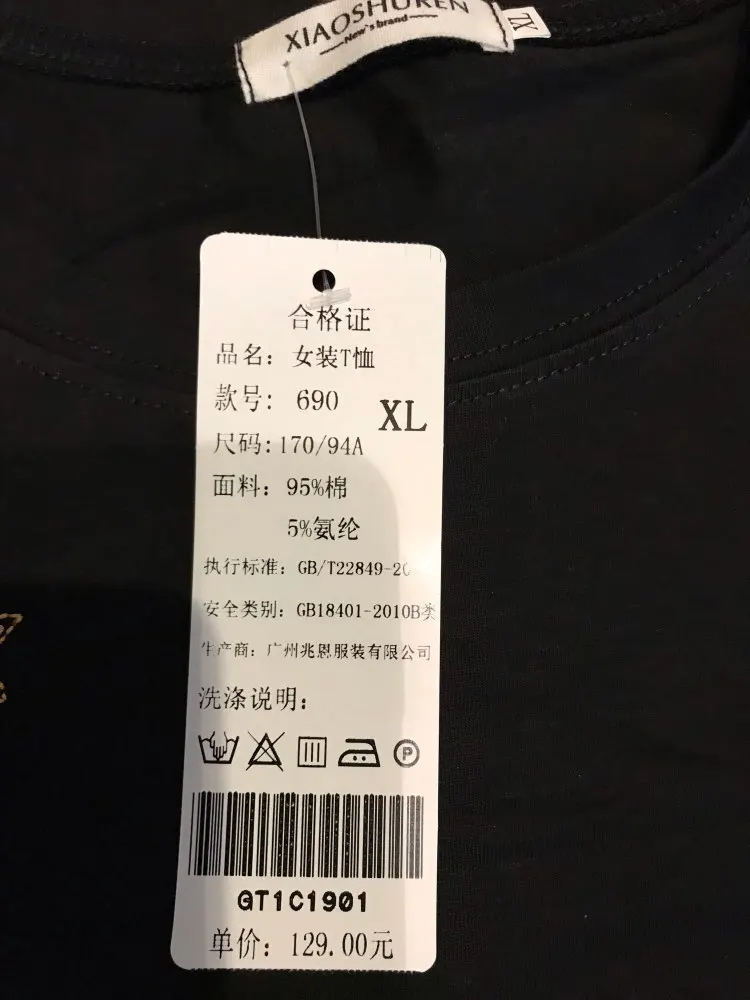 XIAOSHUREN
New's brand
XL
合格证
品名：女装T恤
款号：690
XL
尺码：170/94A
面料：95%棉
5%氨纶
执行标准：GB/T22849-20
安全类别：GB18401-2010B类
生产商：广州兆恩服装有限公司
洗涤说明：
P
GT1C1901
单价：129.00元